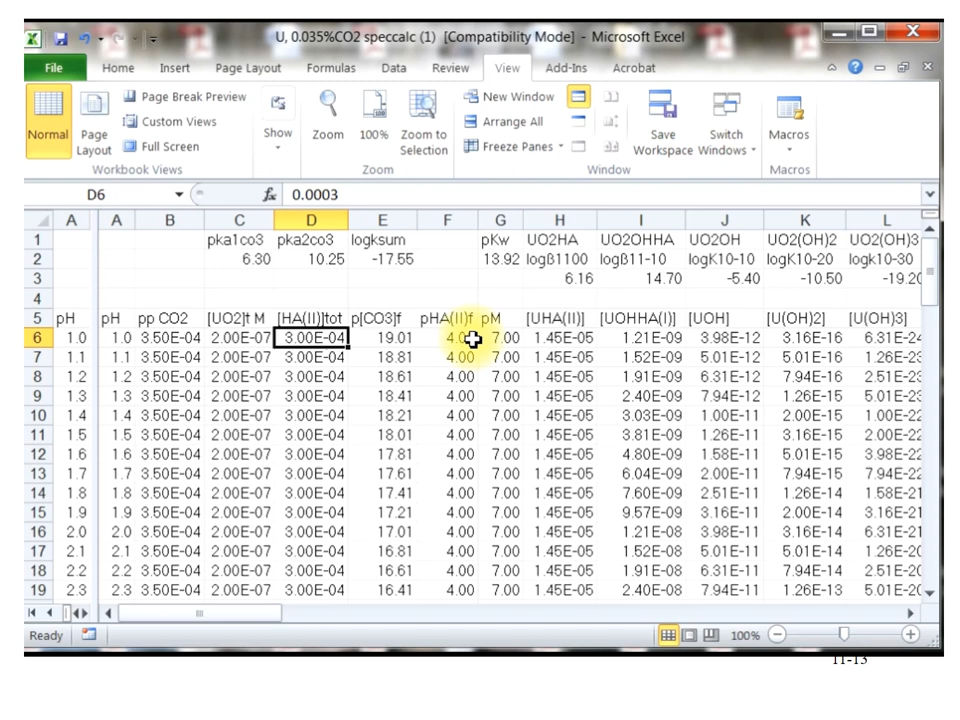 U, 0.035%CO2 speccalc (1) [Compatibility Mode] - Microsoft Excel
File Home Insert Page Layout Formulas Data Review View Add-Ins Acrobat
Normal Page Layout Page Break Preview Custom Views Full Screen Show Zoom 100% Zoom to Selection New Window Arrange All Freeze Panes Save Workspace Switch Windows Macros
Workbook Views Zoom Window Macros
D6 fx 0.0003
A A B C D E F G H I J K L
1 pka1co3 pka2co3 logksum pKw UO2HA UO2OHHA UO2OH UO2(OH)2 UO2(OH)3
2 6.30 10.25 -17.55 13.92 logß1100 logß11-10 logK10-10 logK10-20 logk10-30
3 6.16 14.70 -5.40 -10.50 -19.20
4
5 pH pH pp CO2 [UO2]t M [HA(II)]tot p[CO3]f pHA(II)f pM [UHA(II)] [UOHHA(I)] [UOH] [U(OH)2] [U(OH)3]
6 1.0 1.0 3.50E-04 2.00E-07 3.00E-04 19.01 7.00 1.45E-05 1.21E-09 3.98E-12 3.16E-16 6.31E-24
7 1.1 1.1 3.50E-04 2.00E-07 3.00E-04 18.81 4.00 7.00 1.45E-05 1.52E-09 5.01E-12 5.01E-16 1.26E-23
8 1.2 1.2 3.50E-04 2.00E-07 3.00E-04 18.61 4.00 7.00 1.45E-05 1.91E-09 6.31E-12 7.94E-16 2.51E-23
9 1.3 1.3 3.50E-04 2.00E-07 3.00E-04 18.41 4.00 7.00 1.45E-05 2.40E-09 7.94E-12 1.26E-15 5.01E-23
10 1.4 1.4 3.50E-04 2.00E-07 3.00E-04 18.21 4.00 7.00 1.45E-05 3.03E-09 1.00E-11 2.00E-15 1.00E-22
11 1.5 1.5 3.50E-04 2.00E-07 3.00E-04 18.01 4.00 7.00 1.45E-05 3.81E-09 1.26E-11 3.16E-15 2.00E-22
12 1.6 1.6 3.50E-04 2.00E-07 3.00E-04 17.81 4.00 7.00 1.45E-05 4.80E-09 1.58E-11 5.01E-15 3.98E-22
13 1.7 1.7 3.50E-04 2.00E-07 3.00E-04 17.61 4.00 7.00 1.45E-05 6.04E-09 2.00E-11 7.94E-15 7.94E-22
14 1.8 1.8 3.50E-04 2.00E-07 3.00E-04 17.41 4.00 7.00 1.45E-05 7.60E-09 2.51E-11 1.26E-14 1.58E-21
15 1.9 1.9 3.50E-04 2.00E-07 3.00E-04 17.21 4.00 7.00 1.45E-05 9.57E-09 3.16E-11 2.00E-14 3.16E-21
16 2.0 2.0 3.50E-04 2.00E-07 3.00E-04 17.01 4.00 7.00 1.45E-05 1.21E-08 3.98E-11 3.16E-14 6.31E-21
17 2.1 2.1 3.50E-04 2.00E-07 3.00E-04 16.81 4.00 7.00 1.45E-05 1.52E-08 5.01E-11 5.01E-14 1.26E-20
18 2.2 2.2 3.50E-04 2.00E-07 3.00E-04 16.61 4.00 7.00 1.45E-05 1.91E-08 6.31E-11 7.94E-14 2.51E-20
19 2.3 2.3 3.50E-04 2.00E-07 3.00E-04 16.41 4.00 7.00 1.45E-05 2.40E-08 7.94E-11 1.26E-13 5.01E-20
Ready 100%
11-13